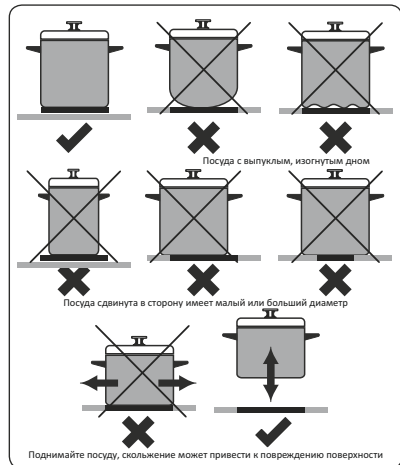 Посуда с выпуклым, изогнутым дном
Посуда сдвинута в сторону имеет малый или больший диаметр
Поднимайте посуду, скольжение может привести к повреждению поверхности